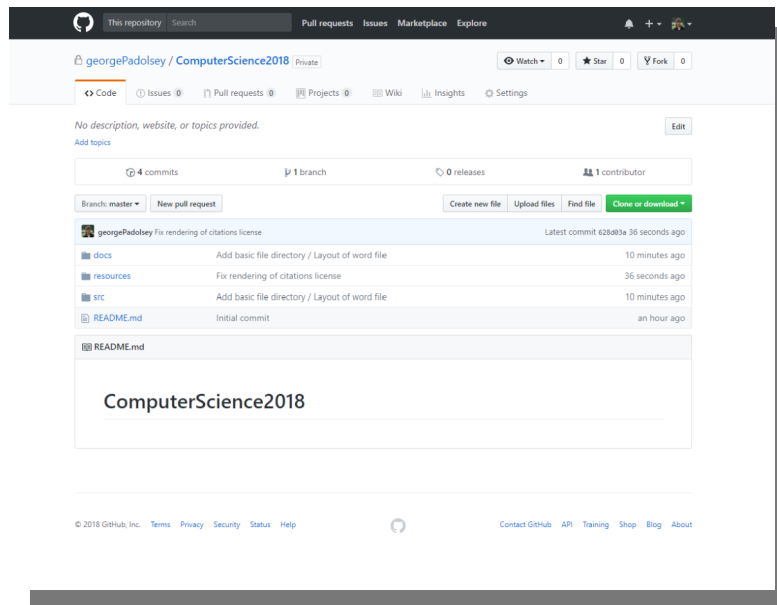 This repository Search Pull requests Issues Marketplace Explore
georgePadolsey / ComputerScience2018 Private Watch 0 Star 0 Fork 0
Code Issues 0 Pull requests 0 Projects 0 Wiki Insights Settings
No description, website, or topics provided. Edit
Add topics
4 commits 1 branch 0 releases 1 contributor
Branch: master New pull request Create new file Upload files Find file Clone or download
georgePadolsey Fix rendering of citations license Latest commit 628d03a 36 seconds ago
docs Add basic file directory / Layout of word file 10 minutes ago
resources Fix rendering of citations license 36 seconds ago
src Add basic file directory / Layout of word file 10 minutes ago
README.md Initial commit an hour ago
README.md
ComputerScience2018
© 2018 GitHub, Inc. Terms Privacy Security Status Help Contact GitHub API Training Shop Blog About